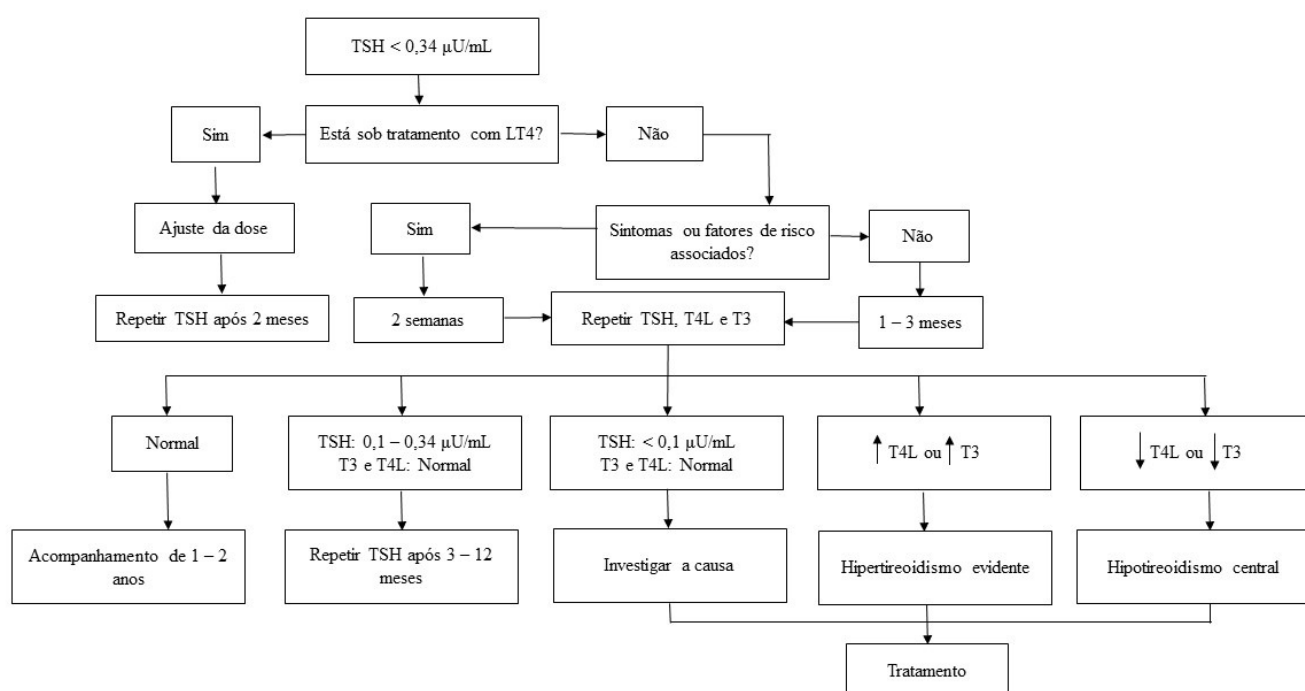 TSH < 0,34 µU/mL
Sim
Está sob tratamento com LT4?
Não
Ajuste da dose
Sim
Sintomas ou fatores de risco
associados?
Não
Repetir TSH após 2 meses
2 semanas
Repetir TSH, T4L e T3
1 – 3 meses
Normal
TSH: 0,1 – 0,34 µU/mL
T3 e T4L: Normal
TSH: < 0,1 µU/mL
T3 e T4L: Normal
↑ T4L ou ↑ T3
↓ T4L ou ↓ T3
Acompanhamento de 1 – 2
anos
Repetir TSH após 3 – 12
meses
Investigar a causa
Hipertireoidismo evidente
Hipotireoidismo central
Tratamento